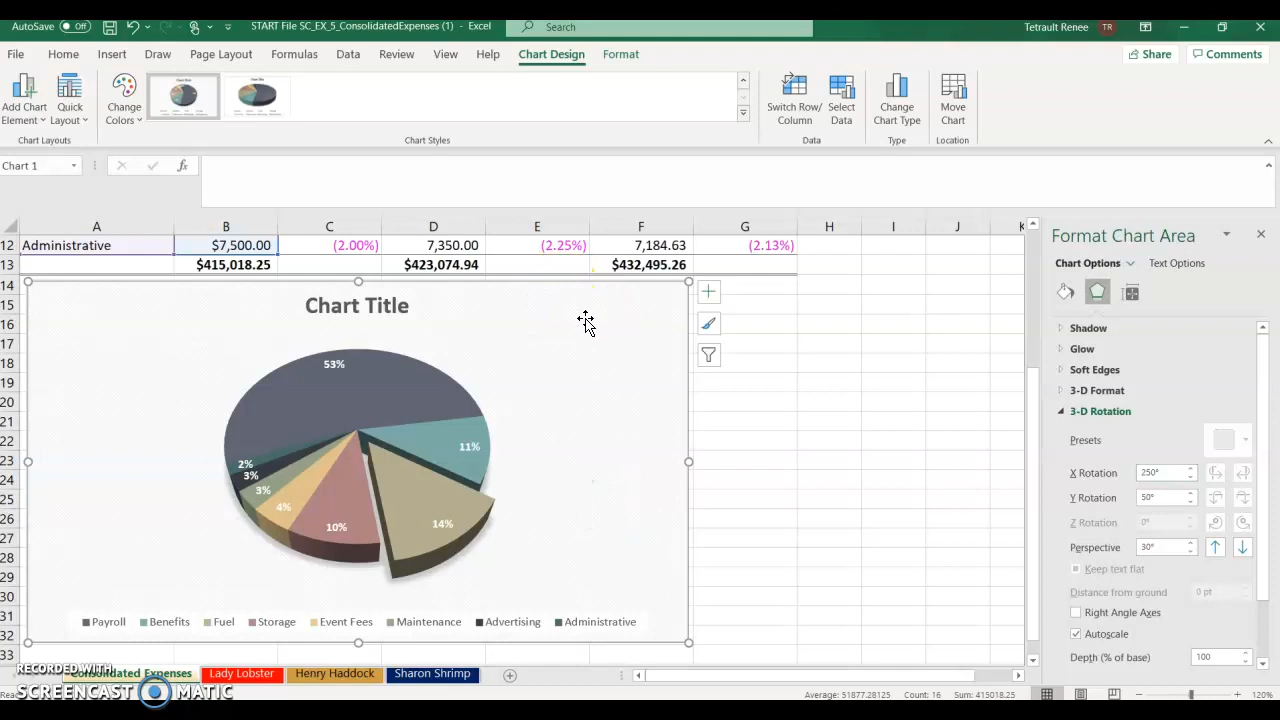 AutoSave Off START File SC_EX_5_ConsolidatedExpenses (1) - Excel Search Tetrault Renee TR
File Home Insert Draw Page Layout Formulas Data Review View Help Chart Design Format Share Comments
Add Chart Element Quick Layout Change Colors Switch Row/Column Select Data Change Chart Type Move Chart
Chart Layouts Chart Styles Data Type Location
Chart 1 fx
A B C D E F G H I J K
12 Administrative $7,500.00 (2.00%) 7,350.00 (2.25%) 7,184.63 (2.13%)
13 $415,018.25 $423,074.94 $432,495.26
14
15
16
17
18
19
20
21
22
23
24
25
26
27
28
29
30
31
32
33
Chart Title
53%
11%
14%
10%
4%
3%
3%
2%
Payroll Benefits Fuel Storage Event Fees Maintenance Advertising Administrative
Format Chart Area
Chart Options Text Options
Shadow
Glow
Soft Edges
3-D Format
3-D Rotation
Presets
X Rotation 250°
Y Rotation 50°
Z Rotation 0°
Perspective 30°
Keep text flat
Distance from ground 0 pt
Right Angle Axes
Autoscale
Depth (% of base) 100
Consolidated Expenses Lady Lobster Henry Haddock Sharon Shrimp
Average: 51877.28125 Count: 16 Sum: 415018.25 120%
RECORDED WITH
SCREENCAST MATIC